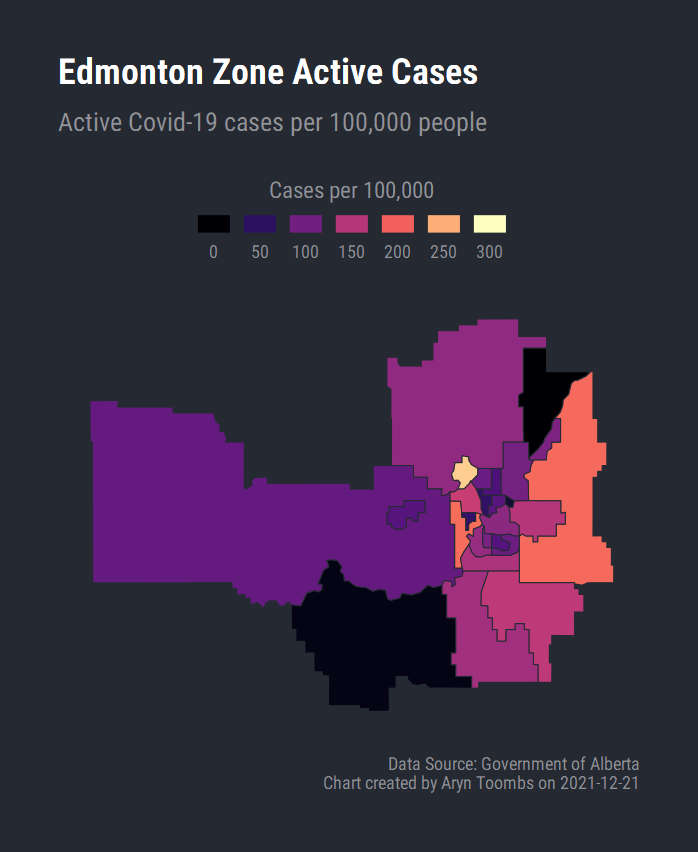 Edmonton Zone Active Cases
Active Covid-19 cases per 100,000 people
Cases per 100,000
0 50 100 150 200 250 300
Data Source: Government of Alberta
Chart created by Aryn Toombs on 2021-12-21